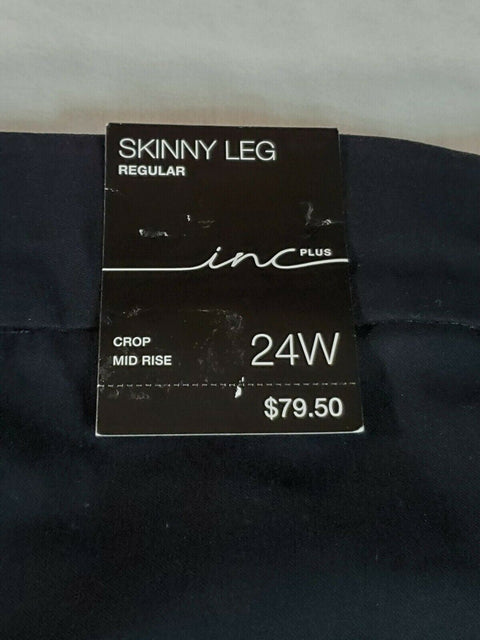 SKINNY LEG
REGULAR
inc PLUS
CROP
MID RISE
24W
$79.50